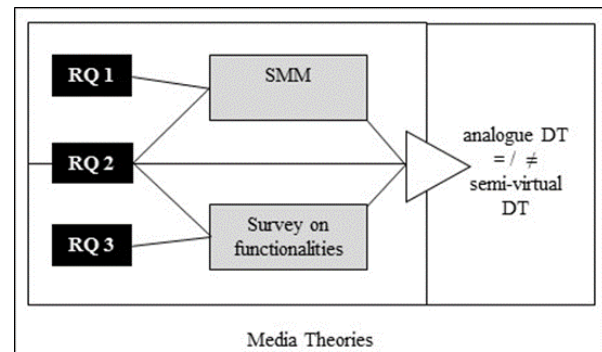 RQ 1
SMM
RQ 2
RQ 3
Survey on
functionalities
analogue DT
= / ≠
semi-virtual
DT
Media Theories